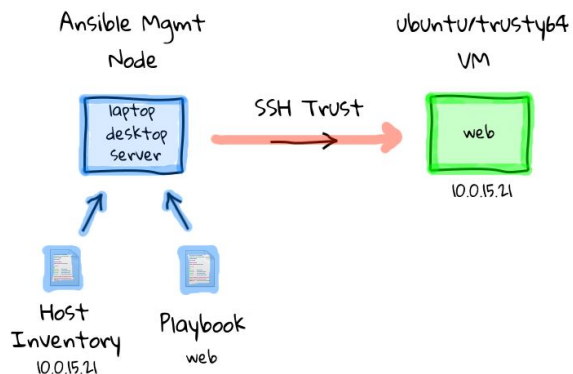 Ansible Mgmt
Node
laptop
desktop
server
SSH Trust
ubuntu/trusty64
VM
web
10.0.15.21
Host
Inventory
10.0.15.21
Playbook
web